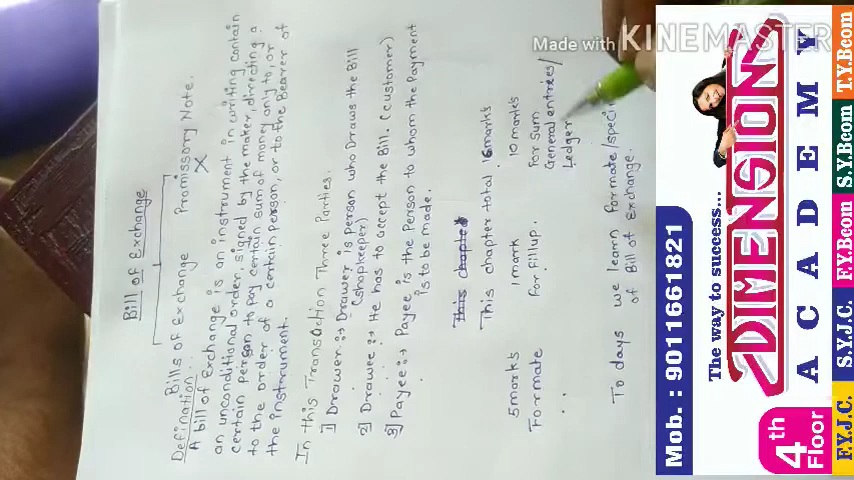 Bill of Exchange
Bills of Exchange Promissory Note.
X
Defination
A bill of Exchange is an instrument in writing contain
an unconditional order, signed by the maker directing a
certain person to pay certain sum of money only to, or
to the order of a certain person, or to the Bearer of
the instrument.
In this Transaction Three Parties.
1] Drawer :→ Drawer is person who Draws the Bill
(shopkeeper)
2] Drawee :→ He has to accept the Bill. (customer)
3] Payee :→ Payee is the Person to whom the Payment
is to be made.
This chapter
This chapter total 16 marks
5 marks 1 mark 10 marks
Formate for fillup. For sum
General entries/
Ledger
To days we learn formate/speci
of Bill of Exchange.
Made with KINEMASTER
Mob. : 9011661821
The way to success...
DIMENSION
ACADEMY
4th Floor
F.Y.J.C. S.Y.J.C. F.Y.Bcom S.Y.Bcom T.Y.Bcom